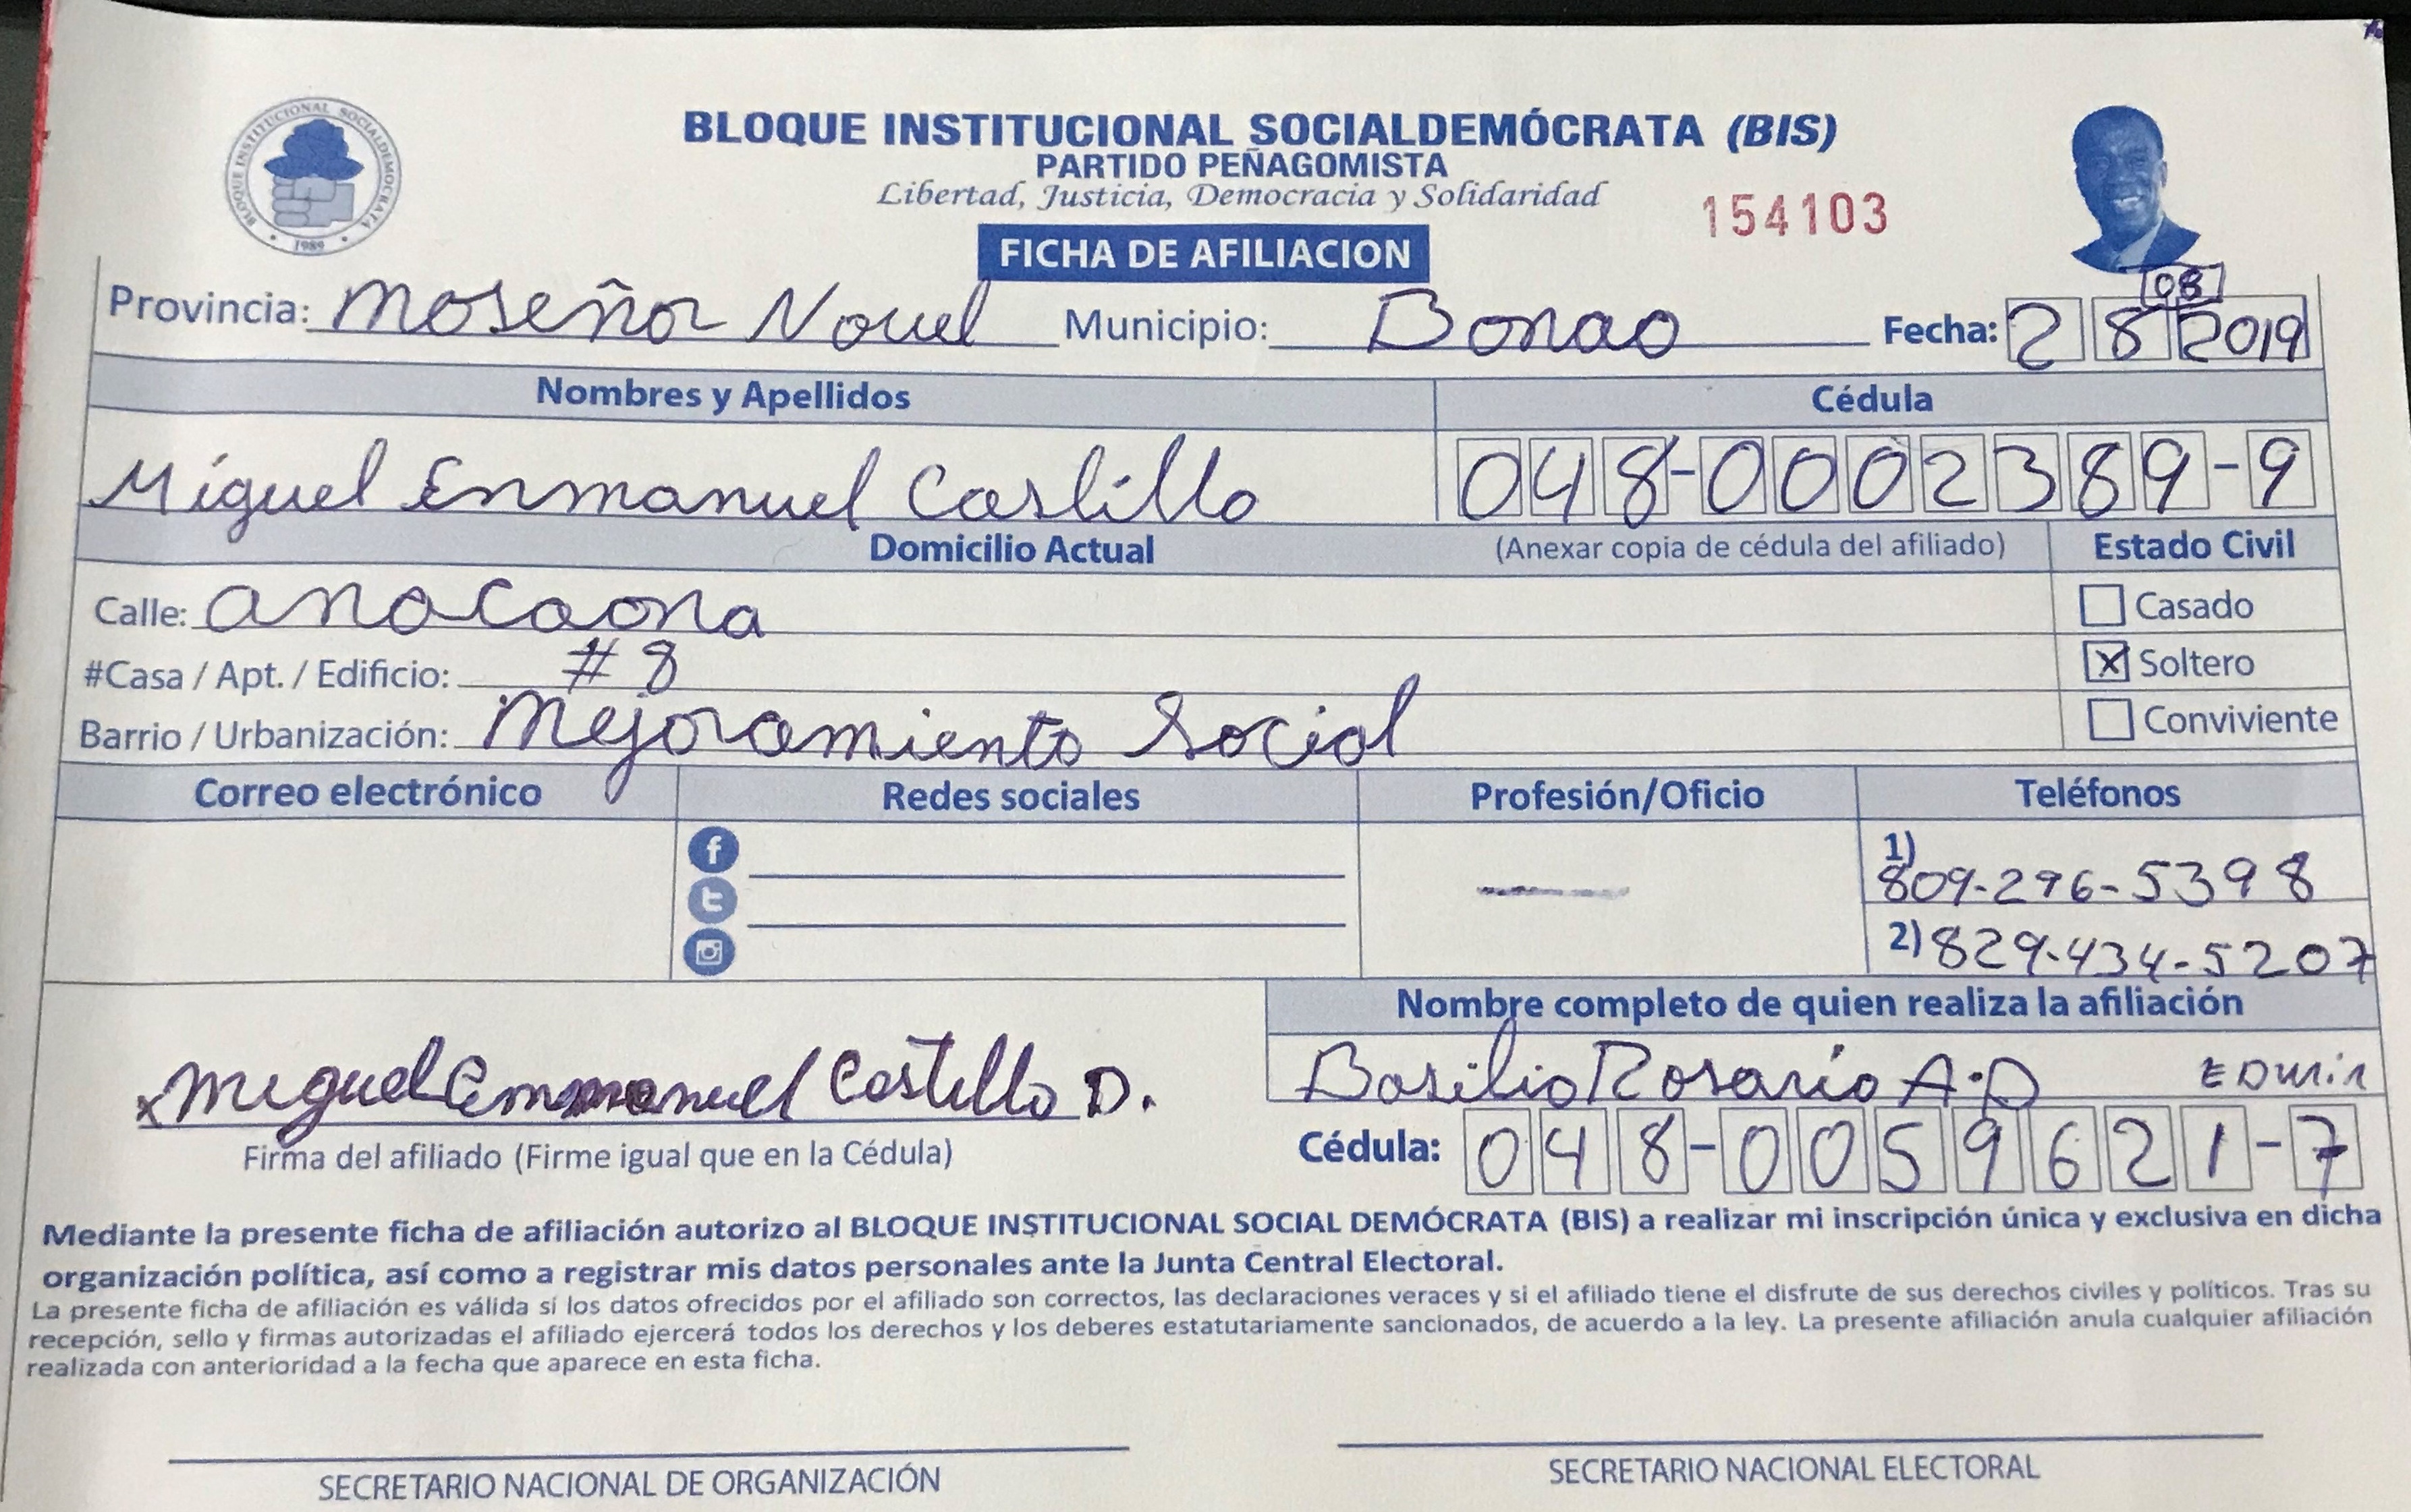 BLOQUE INSTITUCIONAL SOCIALDEMOCRATA
1989
BLOQUE INSTITUCIONAL SOCIALDEMÓCRATA (BIS)
PARTIDO PEÑAGOMISTA
Libertad, Justicia, Democracia y Solidaridad
154103
FICHA DE AFILIACION
08
Provincia: Moseñor Nouel Municipio: Bonao Fecha: 28 2019
Nombres y Apellidos Cédula
Miguel Enmanuel Castillo 048-0002389-9
Domicilio Actual (Anexar copia de cédula del afiliado) Estado Civil
Calle: anacaona Casado
#Casa / Apt. / Edificio: #8 X Soltero
Barrio / Urbanización: Mejoramiento Social Conviviente
Correo electrónico Redes sociales Profesión/Oficio Teléfonos
1) 809-296-5398
2) 829-434-5207
Nombre completo de quien realiza la afiliación
x Miguel Emmanuel Castillo D. Basilio Rosario A.D EDWin
Firma del afiliado (Firme igual que en la Cédula) Cédula: 048-0059621-7
Mediante la presente ficha de afiliación autorizo al BLOQUE INSTITUCIONAL SOCIAL DEMÓCRATA (BIS) a realizar mi inscripción única y exclusiva en dicha
organización política, así como a registrar mis datos personales ante la Junta Central Electoral.
La presente ficha de afiliación es válida si los datos ofrecidos por el afiliado son correctos, las declaraciones veraces y si el afiliado tiene el disfrute de sus derechos civiles y políticos. Tras su
recepción, sello y firmas autorizadas el afiliado ejercerá todos los derechos y los deberes estatutariamente sancionados, de acuerdo a la ley. La presente afiliación anula cualquier afiliación
realizada con anterioridad a la fecha que aparece en esta ficha.
SECRETARIO NACIONAL DE ORGANIZACIÓN SECRETARIO NACIONAL ELECTORAL